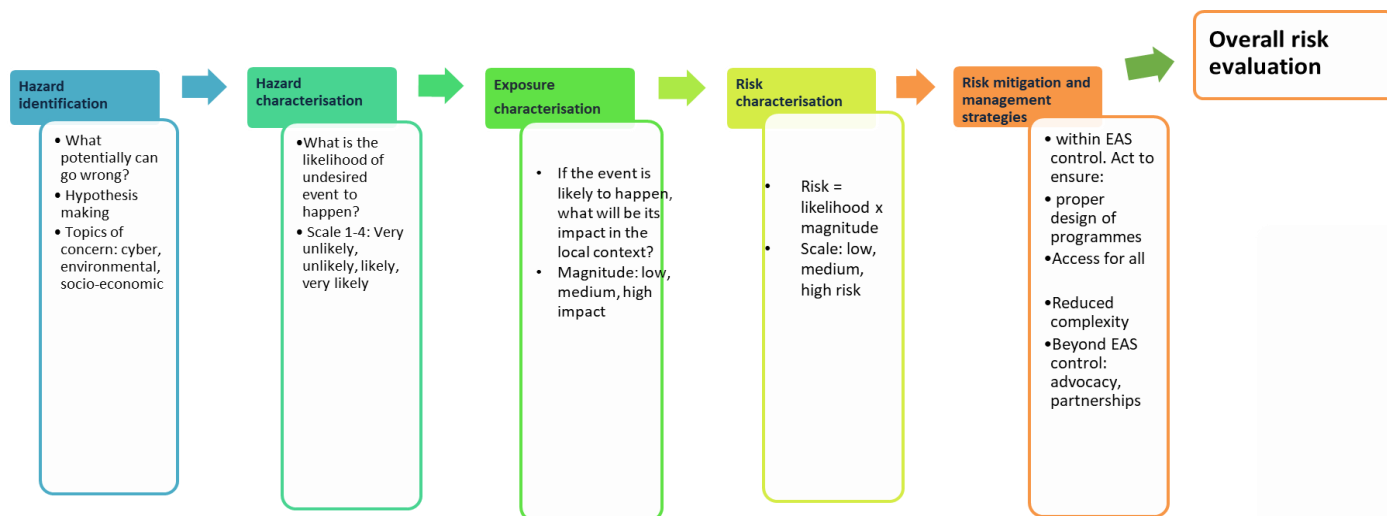 Hazard
identification
• What
potentially can
go wrong?
• Hypothesis
making
• Topics of
concern: cyber,
environmental,
socio-economic
Hazard
characterisation
•What is the
likelihood of
undesired
event to
happen?
• Scale 1-4: Very
unlikely,
unlikely, likely,
very likely
Exposure
characterisation
• If the event is
likely to happen,
what will be its
impact in the
local context?
• Magnitude: low,
medium, high
impact
Risk
characterisation
• Risk =
likelihood x
magnitude
• Scale: low,
medium,
high risk
Risk mitigation and
management
strategies
• within EAS
control. Act to
ensure:
• proper
design of
programmes
•Access for all
•Reduced
complexity
•Beyond EAS
control:
advocacy,
partnerships
Overall risk
evaluation